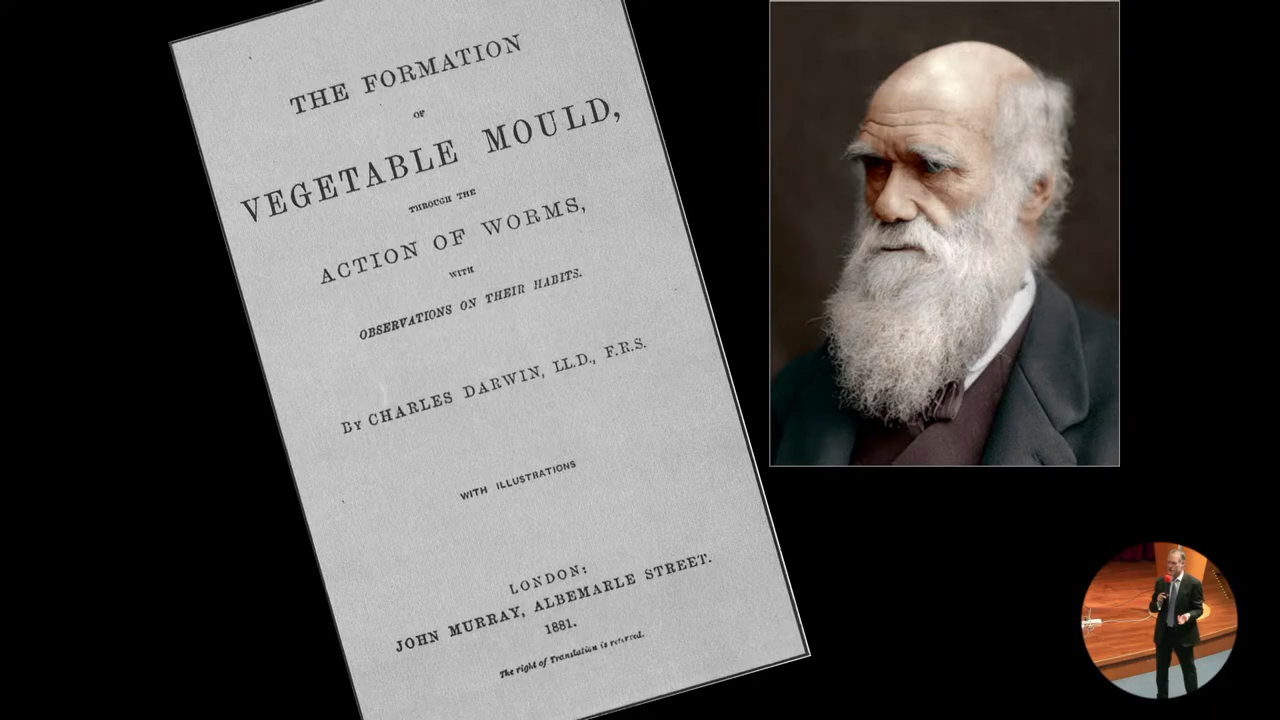 THE FORMATION
OF
VEGETABLE MOULD,
THROUGH THE
ACTION OF WORMS,
WITH
OBSERVATIONS ON THEIR HABITS.
By CHARLES DARWIN, LL.D., F.R.S.
WITH ILLUSTRATIONS
LONDON:
JOHN MURRAY, ALBEMARLE STREET.
1881.
The right of Translation is reserved.